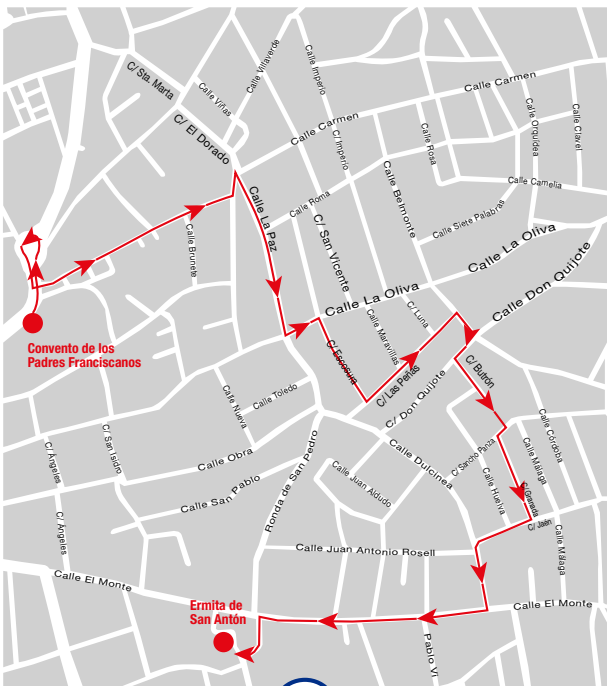 C/ Sta. Marta
Calle Viñas
Calle Villaverde
Calle Imperio
Calle Carmen
C/ El Dorado
Calle Carmen
C/ Imperio
Calle Rosa
Calle Orquídea
Calle Clavel
Calle Belmonte
Calle Camelia
Calle La Paz
Calle Roma
C/ San Vicente
Calle Siete Palabras
Calle Brunete
Calle La Oliva
Calle Don Quijote
Calle La Oliva
C/ Luna
Calle Maravillas
Convento de los
Padres Franciscanos
C/ Escosura
C/ Las Peñas
C/ Don Quijote
C/ Butrón
Calle Toledo
Calle Nueva
C/ San Isidro
C/ Ángeles
Calle Obra
Ronda de San Pedro
Calle Dulcinea
C/ Sancho Panza
Calle Córdoba
Calle Málaga
Calle San Pablo
Calle Juan Aldudo
Calle Huelva
C/ Granada
C/ Jaén
C/ Ángeles
Calle Juan Antonio Rosell
Calle Málaga
Calle El Monte
Ermita de
San Antón
Calle El Monte
Pablo VI